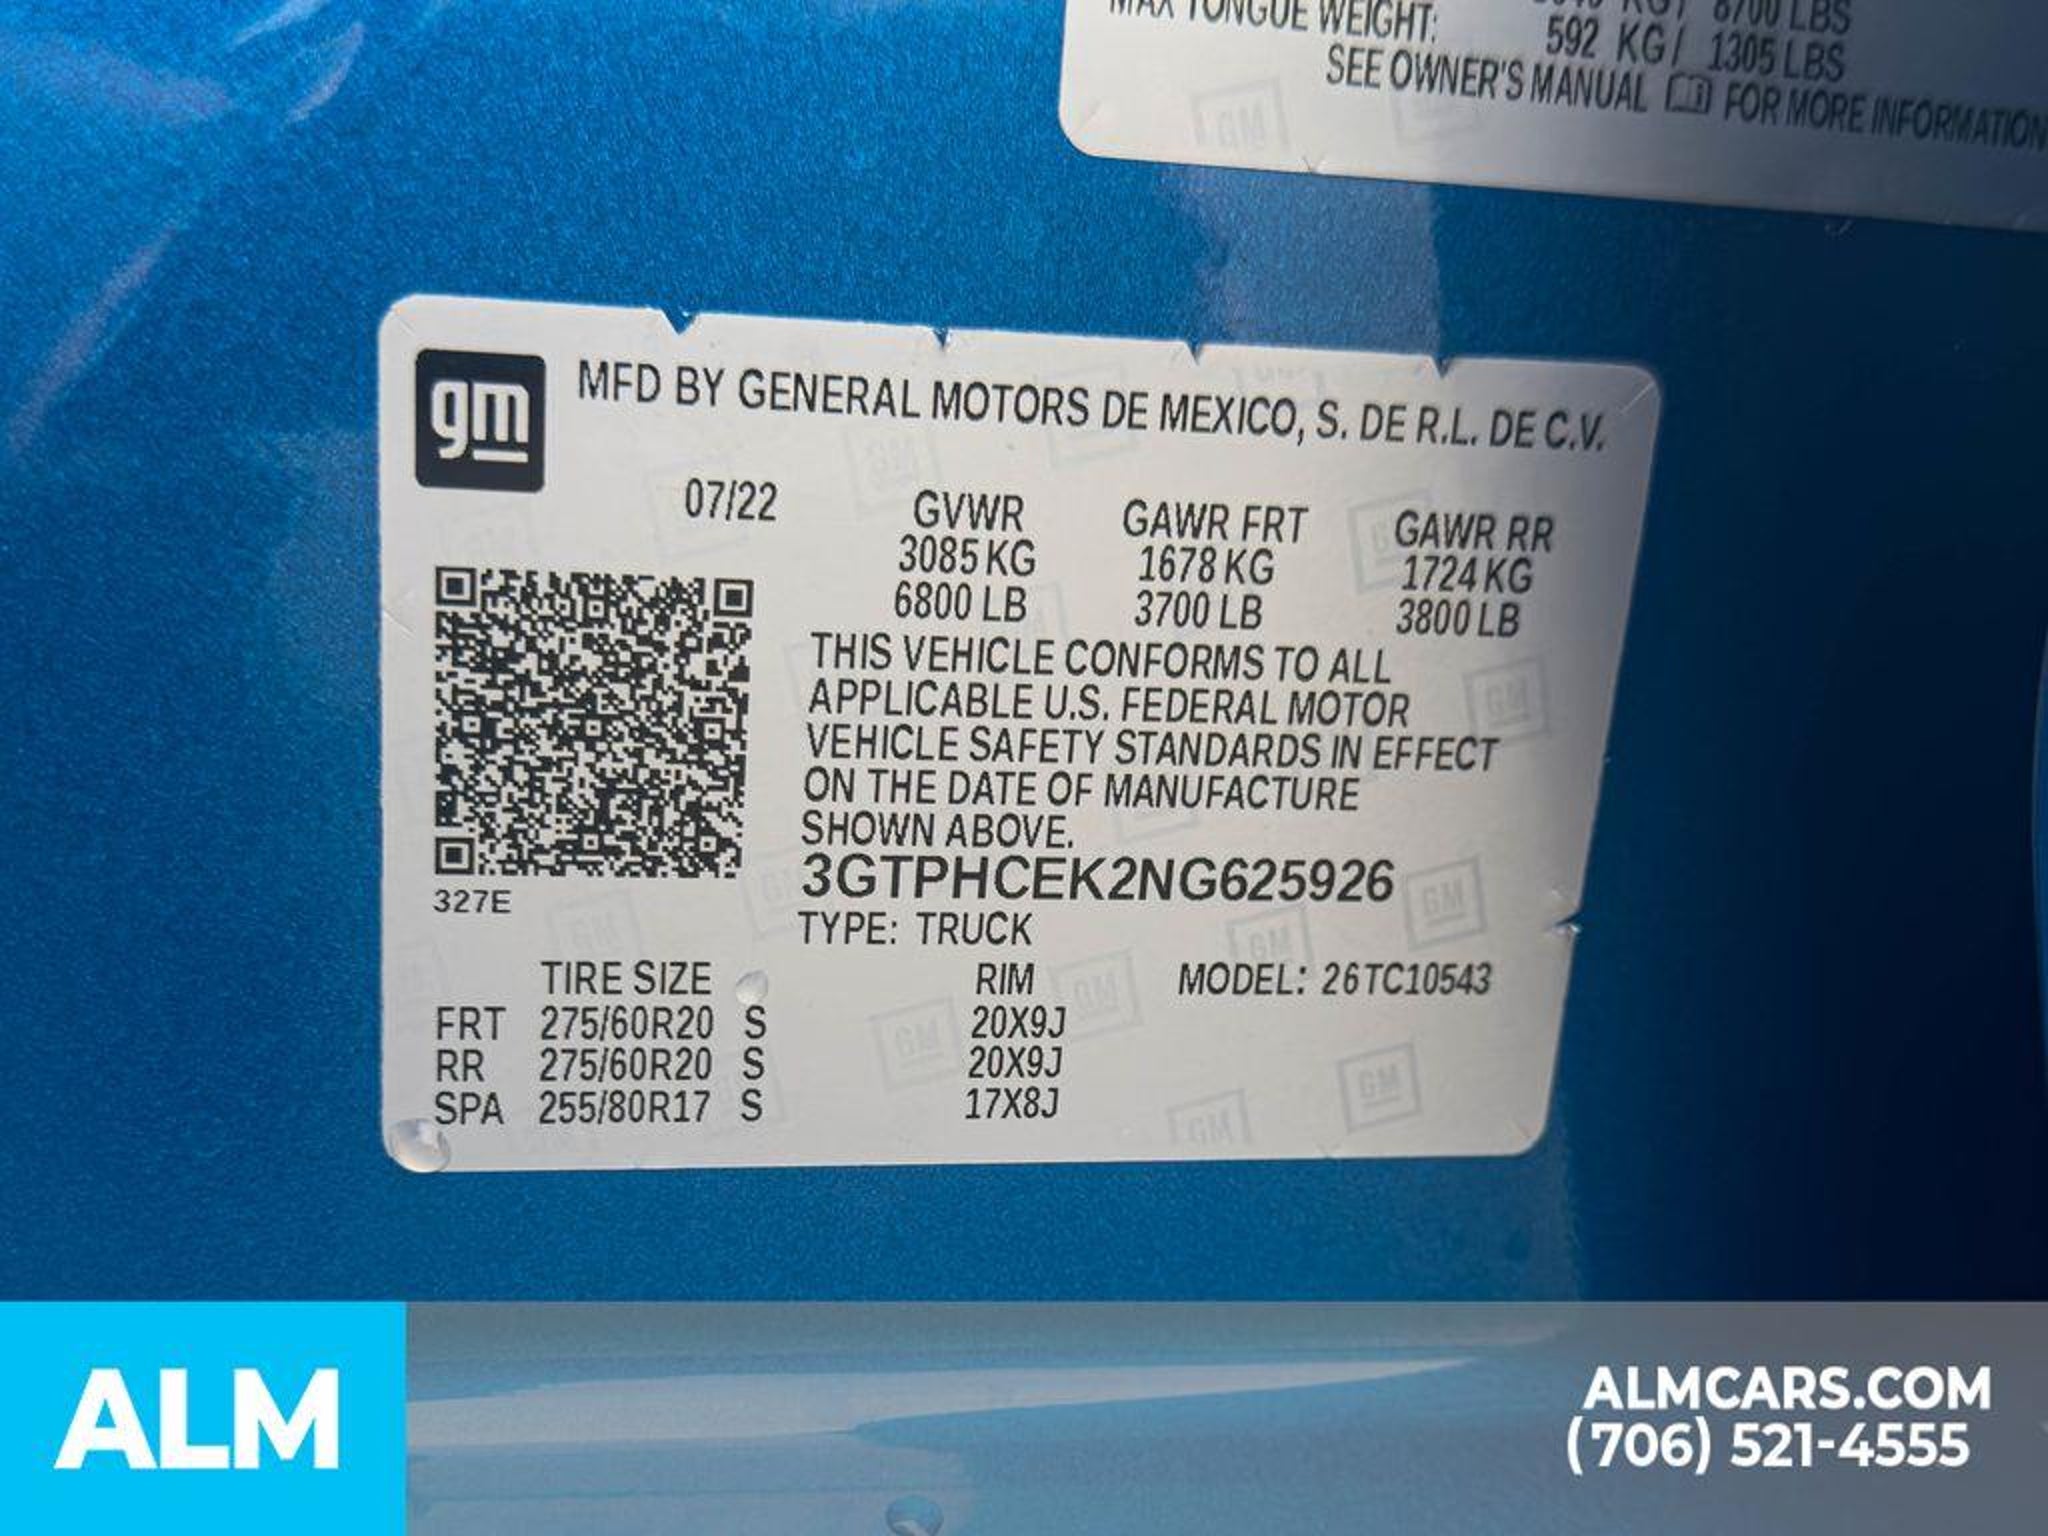 MAX TONGUE WEIGHT:
8700 LBS
592 KG / 1305 LBS
SEE OWNER'S MANUAL FOR MORE INFORMATION
gm
MFD BY GENERAL MOTORS DE MEXICO, S. DE R.L. DE C.V.
07/22 GVWR GAWR FRT GAWR RR
3085 KG 1678 KG 1724 KG
6800 LB 3700 LB 3800 LB
THIS VEHICLE CONFORMS TO ALL
APPLICABLE U.S. FEDERAL MOTOR
VEHICLE SAFETY STANDARDS IN EFFECT
ON THE DATE OF MANUFACTURE
SHOWN ABOVE.
3GTPHCEK2NG625926
327E
TYPE: TRUCK
TIRE SIZE RIM MODEL: 26TC10543
FRT 275/60R20 S 20X9J
RR 275/60R20 S 20X9J
SPA 255/80R17 S 17X8J
ALM
ALMCARS.COM
(706) 521-4555